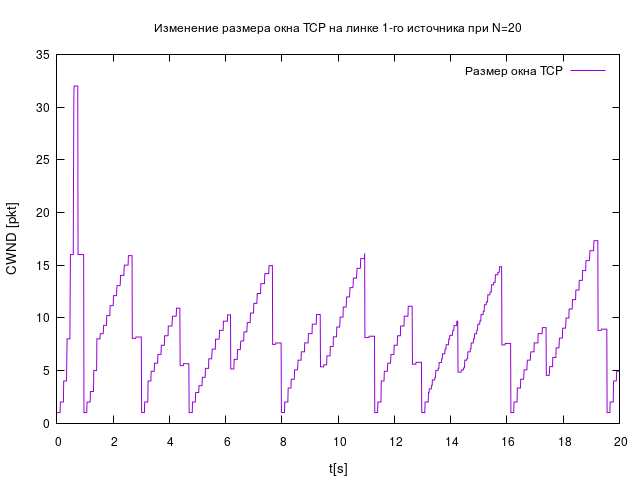 Изменение размера окна TCP на линке 1-го источника при N=20
Размер окна TCP
CWND [pkt]
35
30
25
20
15
10
5
0
0 2 4 6 8 10 12 14 16 18 20
t[s]